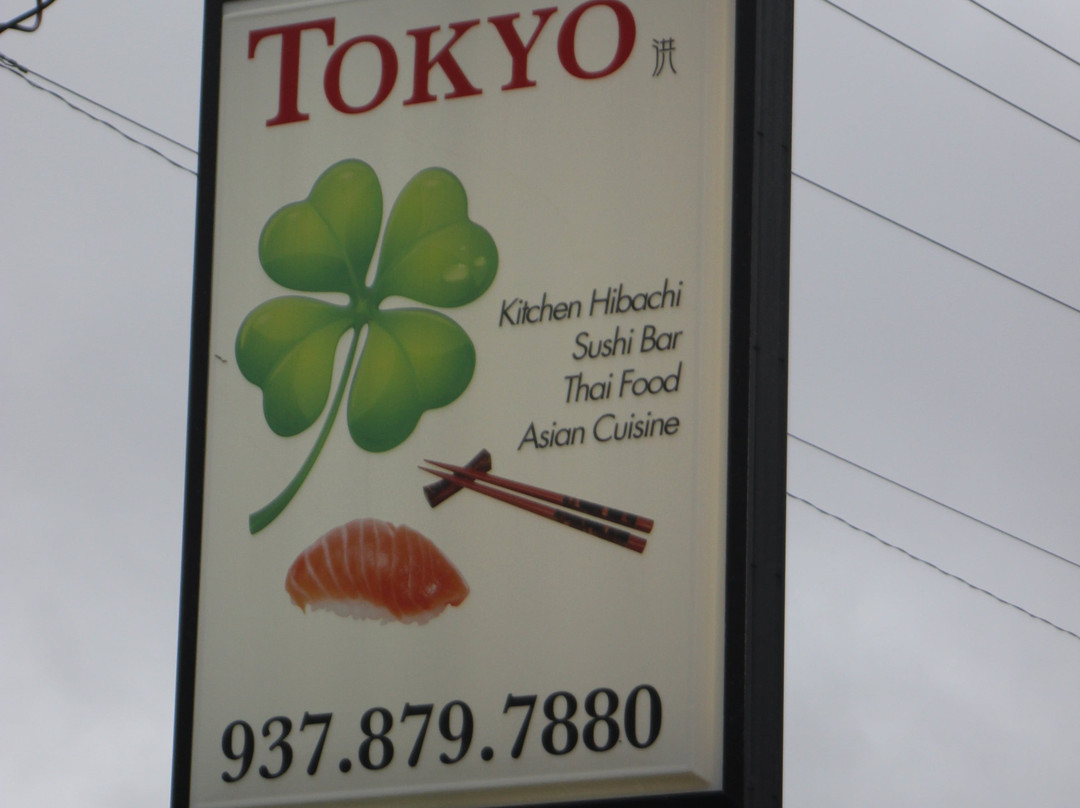 TOKYO 洪
Kitchen Hibachi
Sushi Bar
Thai Food
Asian Cuisine
937.879.7880